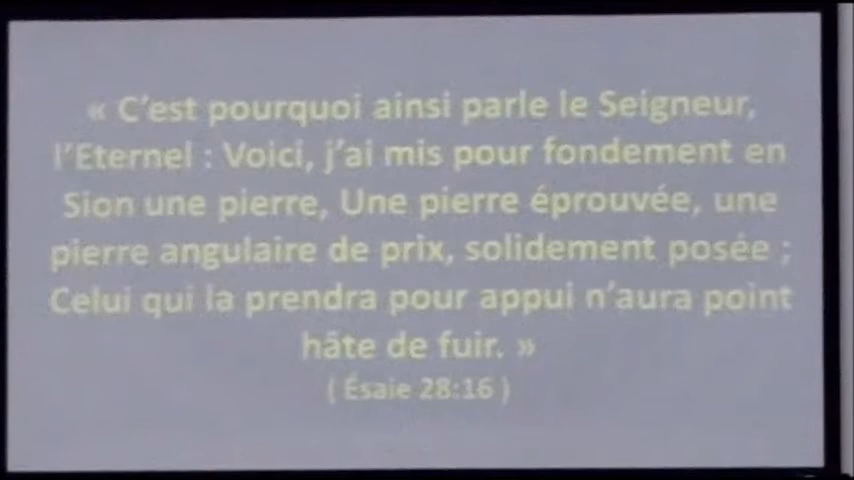 « C'est pourquoi ainsi parle le Seigneur,
l'Eternel : Voici, j'ai mis pour fondement en
Sion une pierre, Une pierre éprouvée, une
pierre angulaire de prix, solidement posée ;
Celui qui la prendra pour appui n'aura point
hâte de fuir. »
( Ésaie 28:16 )